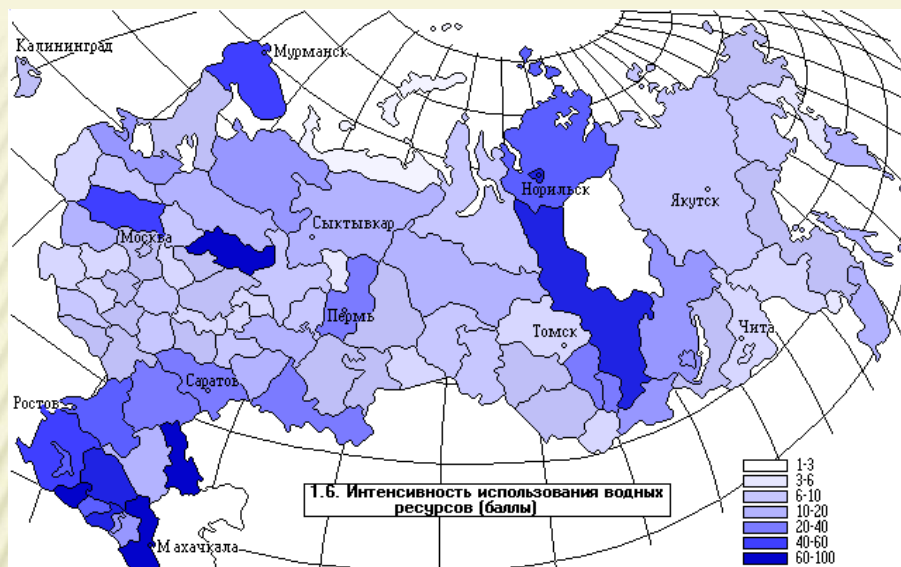 Калининград
Мурманск
Норильск
Якутск
Сыктывкар
Москва
Пермь
Томск
Чита
Саратов
Ростов
Махачкала
1.6. Интенсивность использования водных
ресурсов (баллы)
1-3
3-6
6-10
10-20
20-40
40-60
60-100